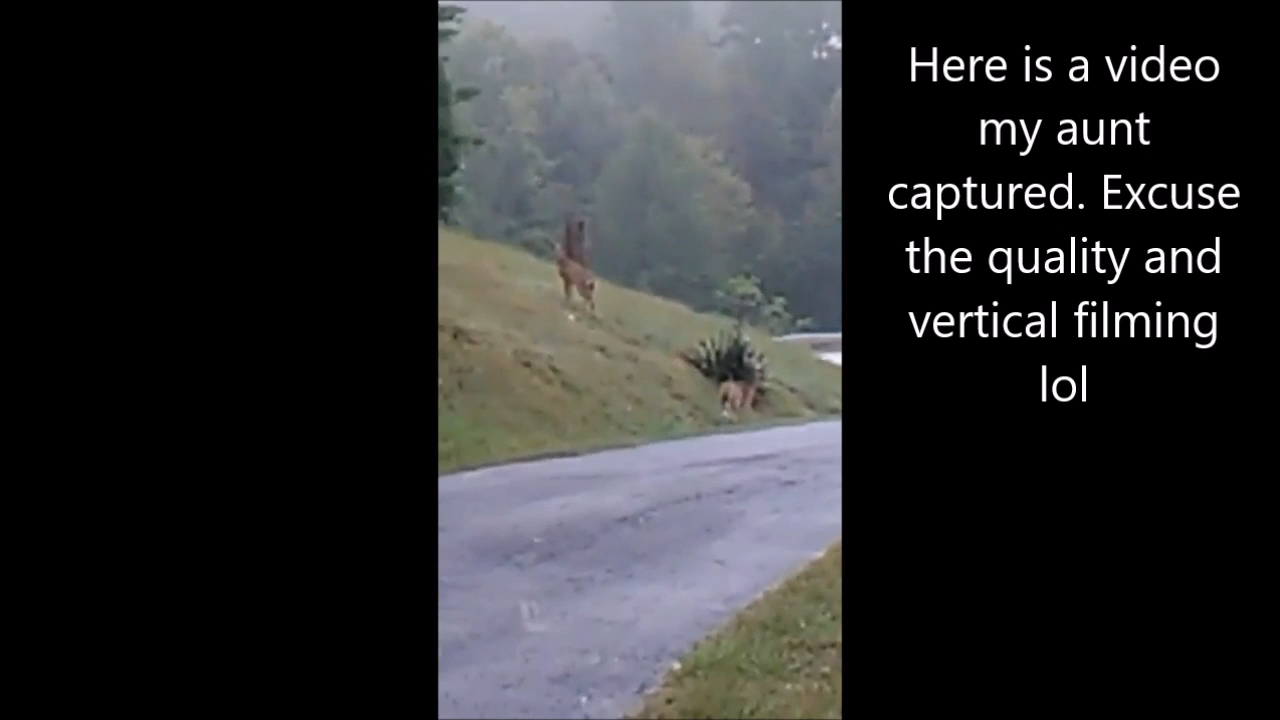 Here is a video
my aunt
captured. Excuse
the quality and
vertical filming
lol